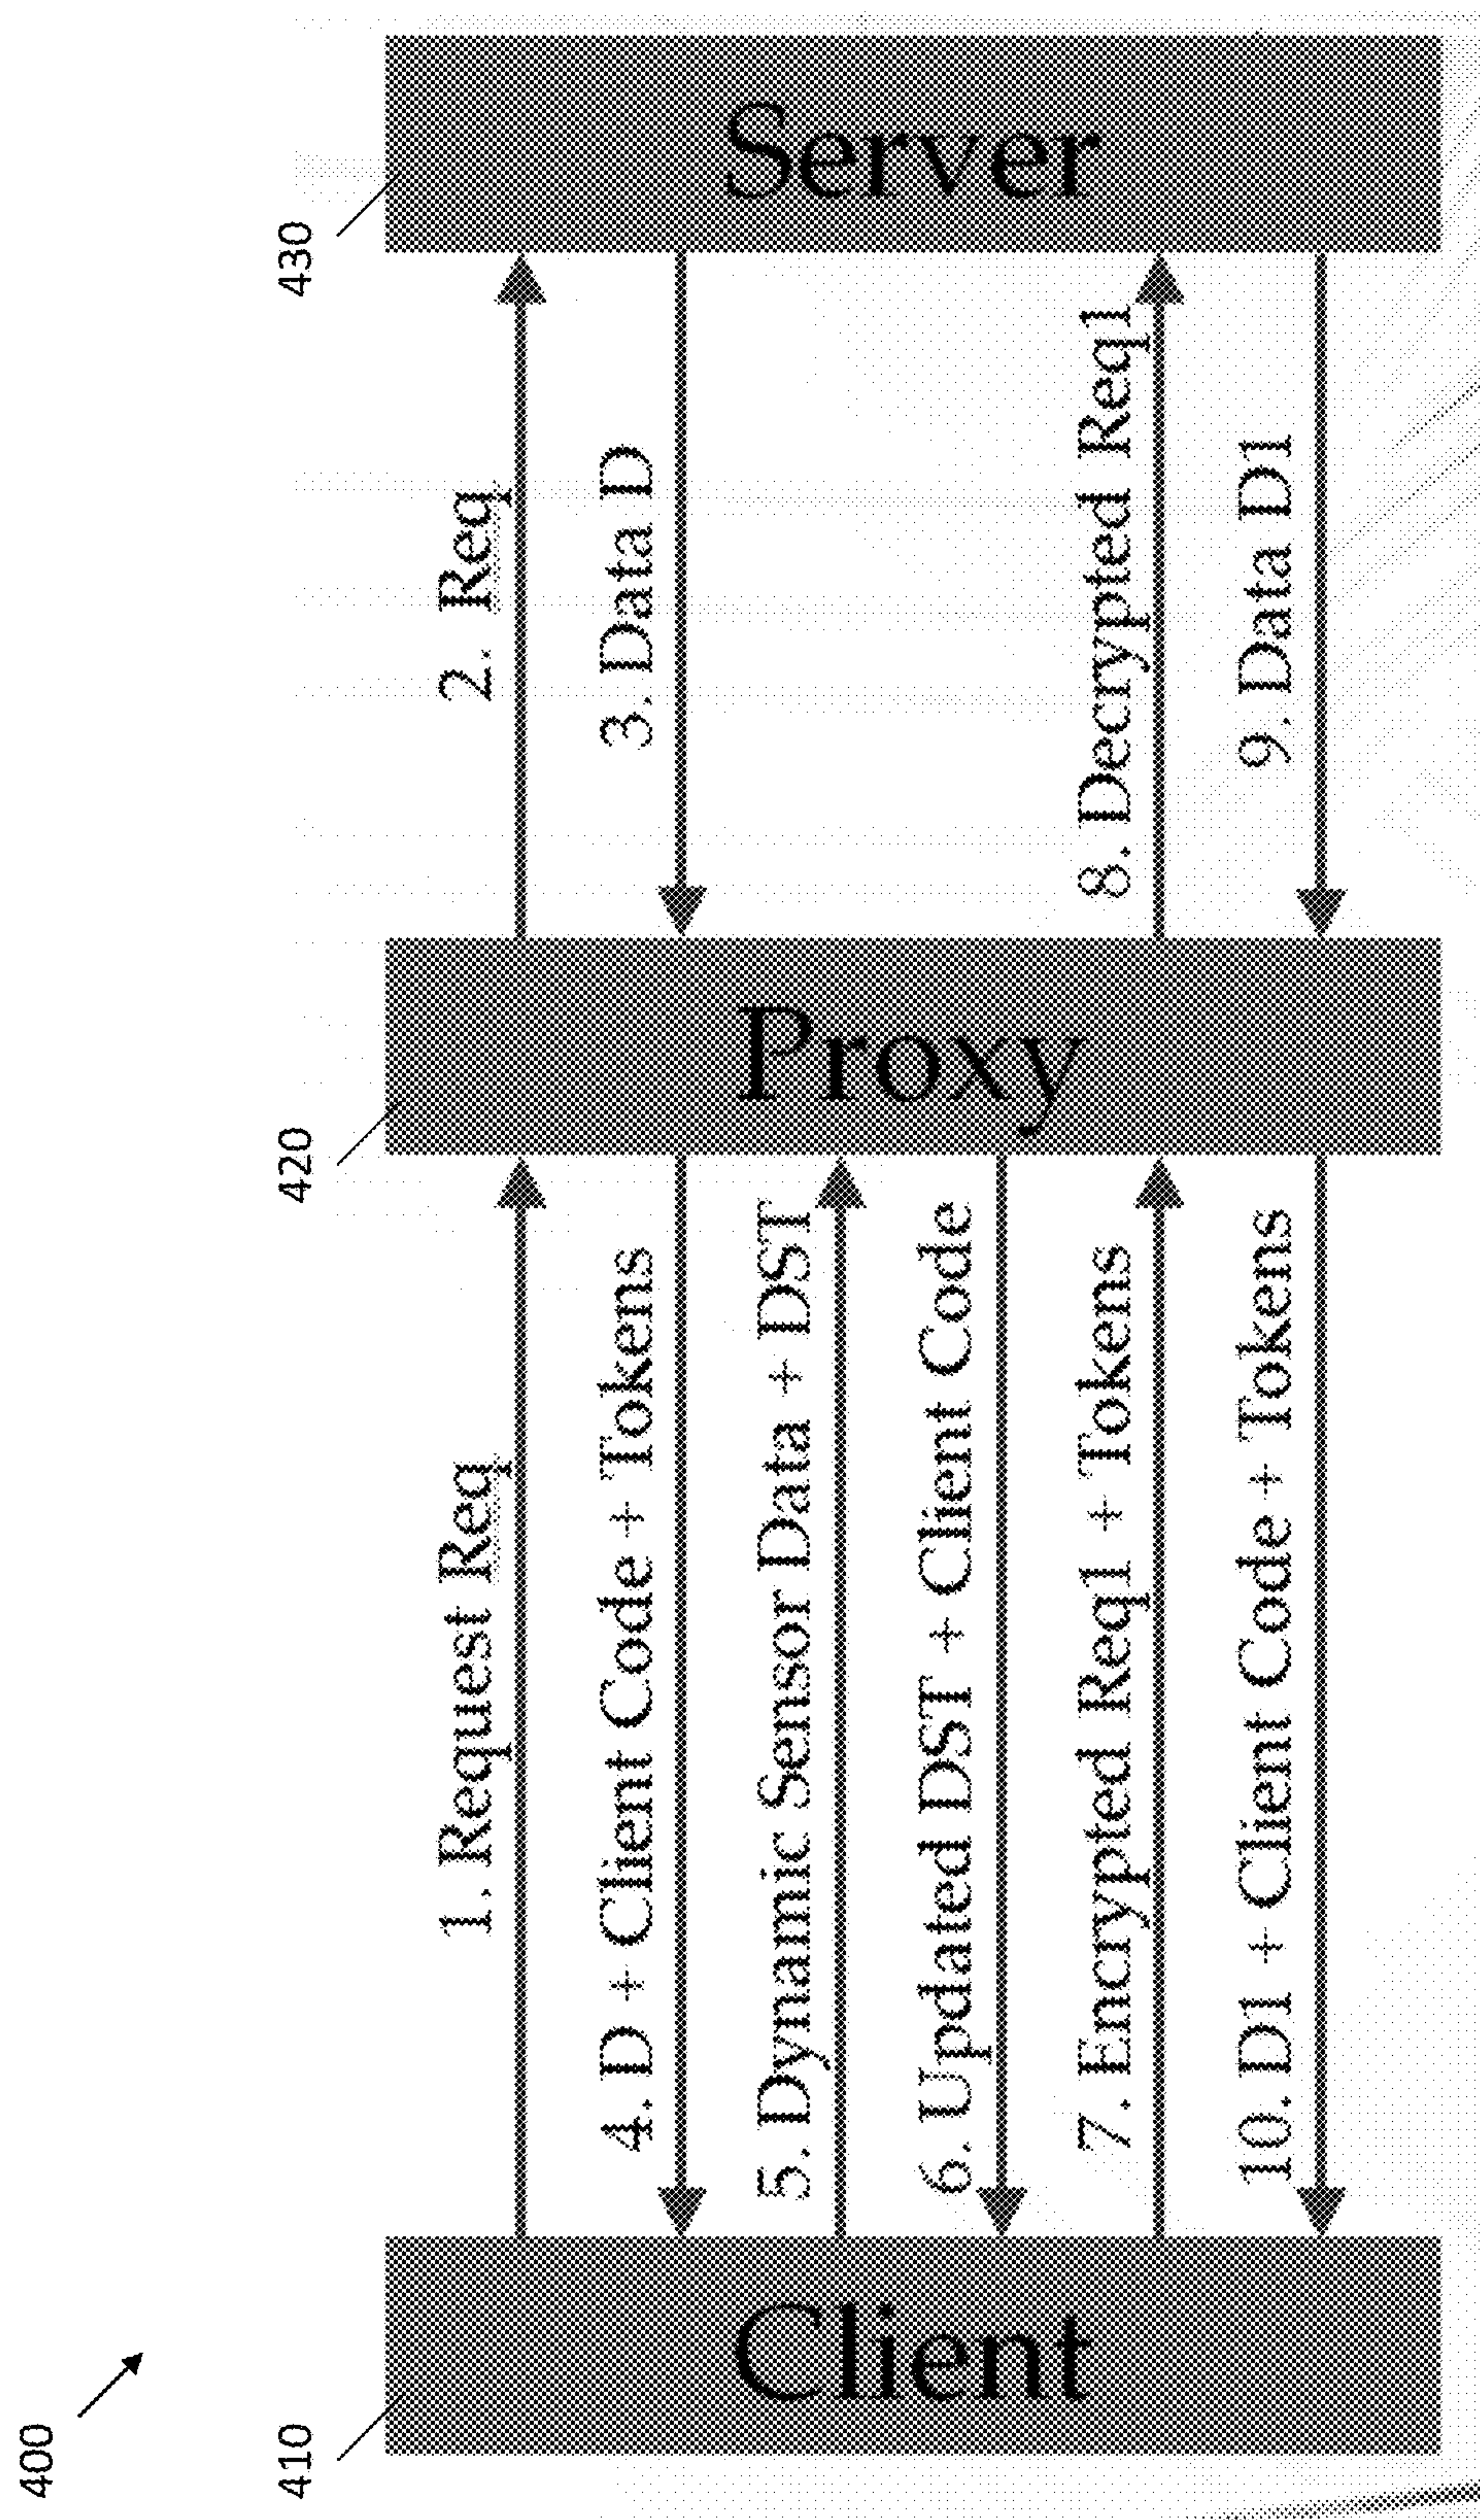 400
410
420
430
Client
Proxy
Server
1. Request Req
2. Req
3. Data D
4. D + Client Code + Tokens
5. Dynamic Sensor Data + DST
6. Updated DST + Client Code
7. Encrypted Req1 + Tokens
8. Decrypted Req1
9. Data D1
10. D1 + Client Code + Tokens